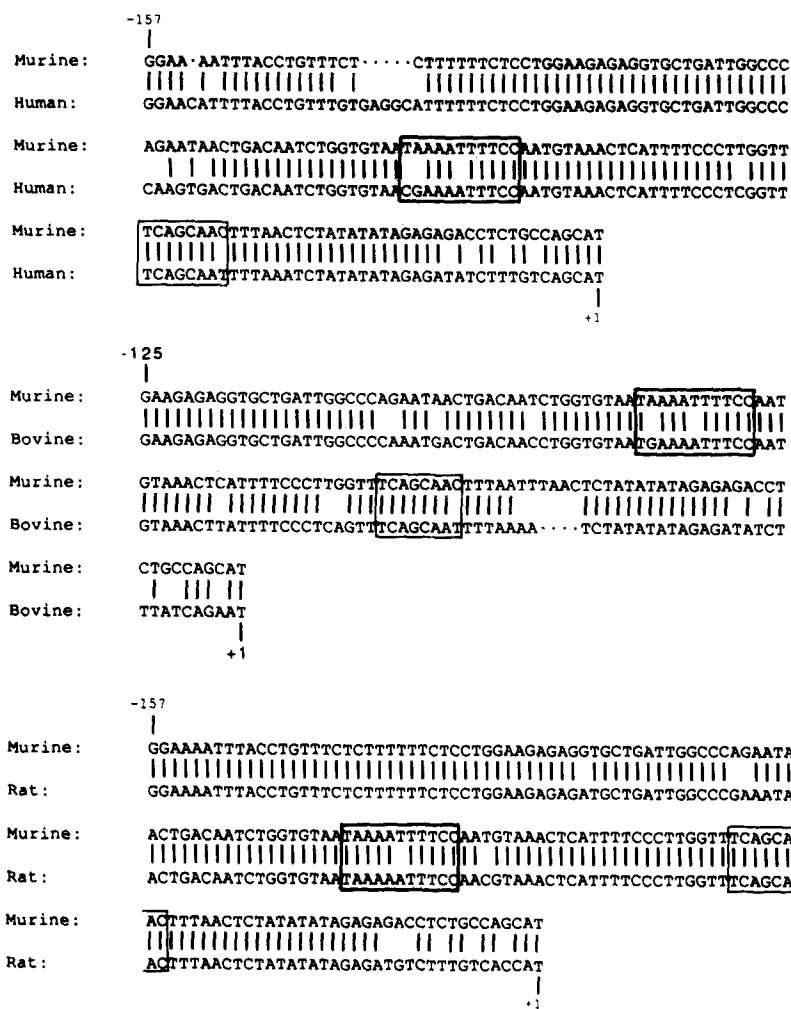 -157
Murine: GGAA·AATTTACCTGTTTCT·····CTTTTTTCTCCTGGAAGAGAGGTGCTGATTGGCCC
Human: GGAACATTTTACCTGTTTGTGAGGCATTTTTTCTCCTGGAAGAGAGGTGCTGATTGGCCC
Murine: AGAATAACTGACAATCTGGTGTAATAAAATTTTCCAATGTAAACTCATTTTCCCTTGGTT
Human: CAAGTGACTGACAATCTGGTGTAACGAAAATTTCCAATGTAAACTCATTTTCCCTCGGTT
Murine: TCAGCAACTTTAACTCTATATATAGAGAGACCTCTGCCAGCAT
Human: TCAGCAATTTTAAATCTATATATAGAGATATCTTTGTCAGCAT
+1
-125
Murine: GAAGAGAGGTGCTGATTGGCCCAGAATAACTGACAATCTGGTGTAATAAAATTTTCCAAT
Bovine: GAAGAGAGGTGCTGATTGGCCCCAAATGACTGACAACCTGGTGTAATGAAAATTTCCAAT
Murine: GTAAACTCATTTTCCCTTGGTTTCAGCAACTTTAATTTAACTCTATATATAGAGAGACCT
Bovine: GTAAACTTATTTTCCCTCAGTTTCAGCAATTTTAAAA····TCTATATATAGAGATATCT
Murine: CTGCCAGCAT
Bovine: TTATCAGAAT
+1
-157
Murine: GGAAAATTTACCTGTTTCTCTTTTTTCTCCTGGAAGAGAGGTGCTGATTGGCCCAGAATA
Rat: GGAAAATTTACCTGTTTCTCTTTTTTCTCCTGGAAGAGAGATGCTGATTGGCCCGAAATA
Murine: ACTGACAATCTGGTGTAATAAAATTTTCCAATGTAAACTCATTTTCCCTTGGTTTCAGCA
Rat: ACTGACAATCTGGTGTAATAAAAATTTCCAACGTAAACTCATTTTCCCTTGGTTTCAGCA
Murine: ACTTTAACTCTATATATAGAGAGACCTCTGCCAGCAT
Rat: ACTTTAACTCTATATATAGAGATGTCTTTGTCACCAT
+1